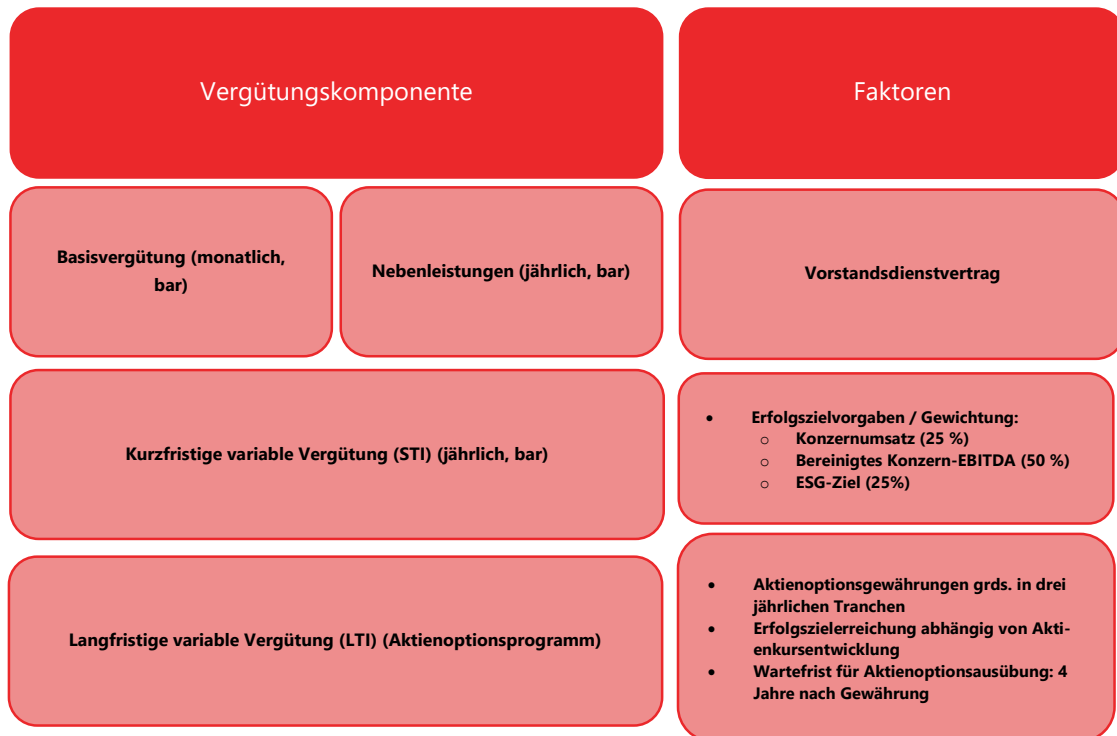 Vergütungskomponente
Faktoren
Basisvergütung (monatlich,
bar)
Nebenleistungen (jährlich, bar)
Vorstandsdienstvertrag
Kurzfristige variable Vergütung (STI) (jährlich, bar)
• Erfolgszielvorgaben / Gewichtung:
o Konzernumsatz (25 %)
o Bereinigtes Konzern-EBITDA (50 %)
o ESG-Ziel (25%)
Langfristige variable Vergütung (LTI) (Aktienoptionsprogramm)
• Aktienoptionsgewährungen grds. in drei
jährlichen Tranchen
• Erfolgszielerreichung abhängig von Akti-
enkursentwicklung
• Wartefrist für Aktienoptionsausübung: 4
Jahre nach Gewährung